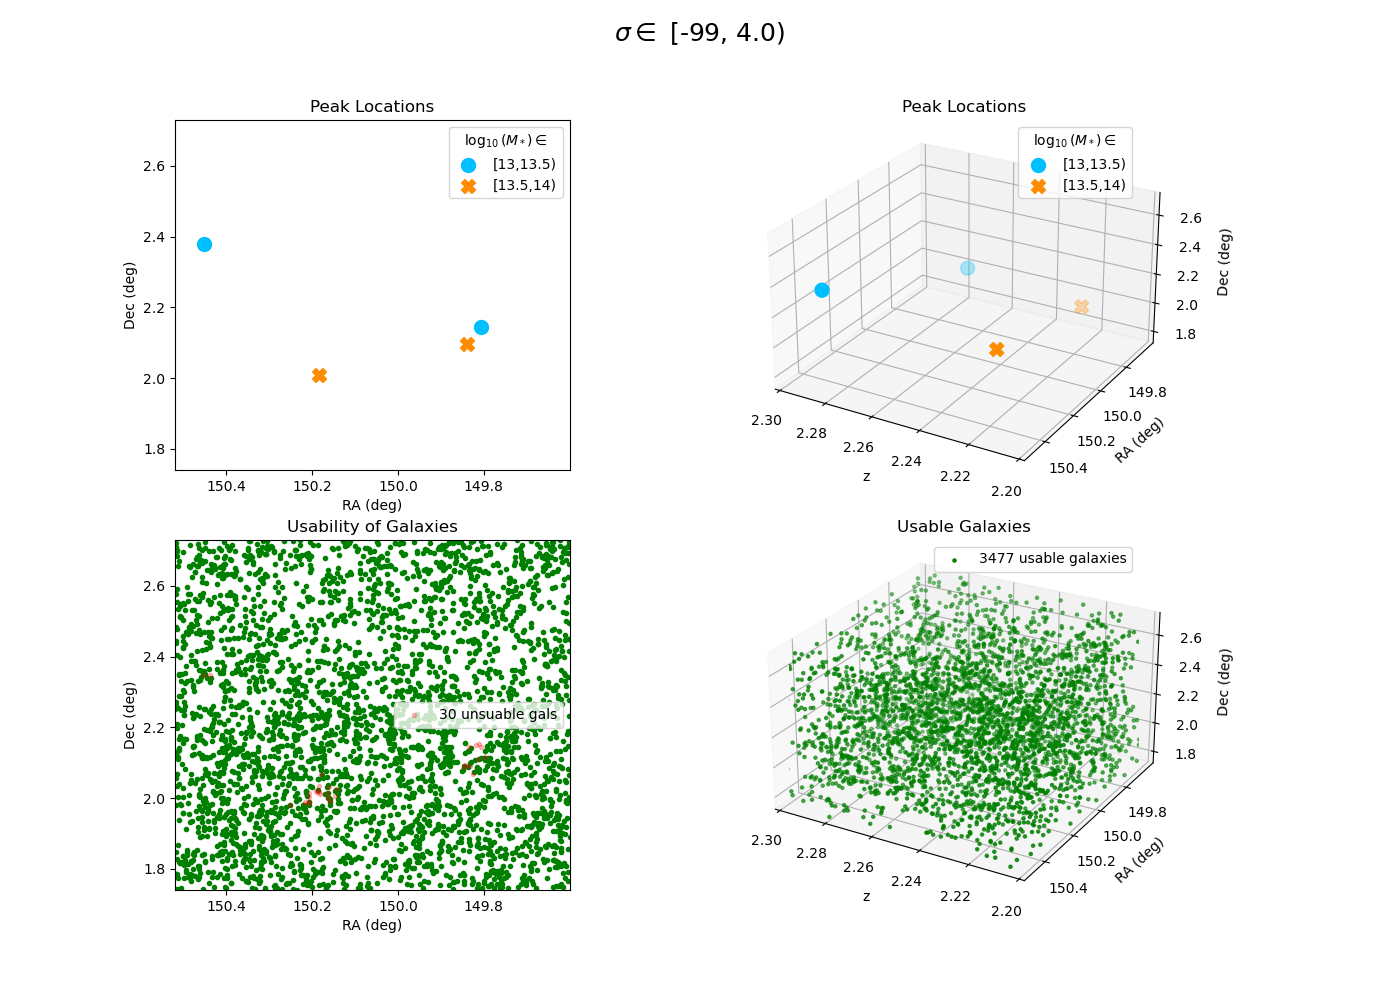 σ ∈ [-99, 4.0)
Peak Locations
log₁₀(M*) ∈
[13,13.5)
[13.5,14)
2.6
2.4
2.2
2.0
1.8
Dec (deg)
150.4 150.2 150.0 149.8
RA (deg)
Peak Locations
log₁₀(M*) ∈
[13,13.5)
[13.5,14)
2.6
2.4
2.2
2.0
1.8
Dec (deg)
149.8
150.0
150.2
150.4
RA (deg)
2.30
2.28
2.26
2.24
2.22
2.20
z
Usability of Galaxies
30 unsuable gals
2.6
2.4
2.2
2.0
1.8
Dec (deg)
150.4 150.2 150.0 149.8
RA (deg)
Usable Galaxies
3477 usable galaxies
2.6
2.4
2.2
2.0
1.8
Dec (deg)
149.8
150.0
150.2
150.4
RA (deg)
2.30
2.28
2.26
2.24
2.22
2.20
z